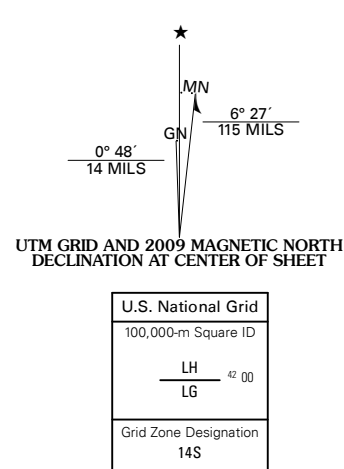 ★
MN
6° 27´
115 MILS
GN
0° 48´
14 MILS
UTM GRID AND 2009 MAGNETIC NORTH
DECLINATION AT CENTER OF SHEET
U.S. National Grid
100,000-m Square ID
LH
42 00
LG
Grid Zone Designation
14S